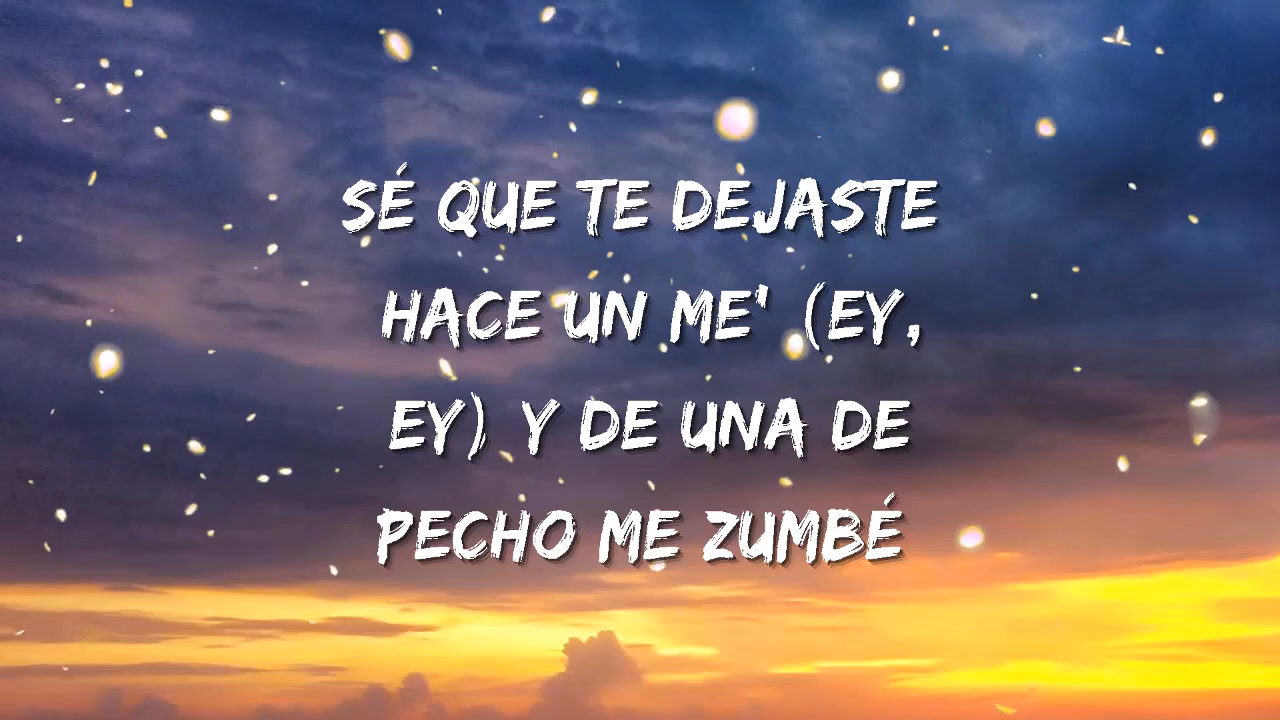 SÉ QUE TE DEJASTE
HACE UN ME' (EY,
EY) Y DE UNA DE
PECHO ME ZUMBÉ